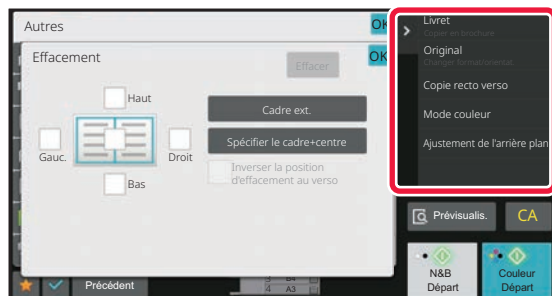 Autres
OK
Effacement
Effacer
OK
Haut
Gauc.
Droit
Bas
Cadre ext.
Spécifier le cadre+centre
Inverser la position
d'effacement au verso
Précédent
4 A3
Livret
Copier en brochure
Original
Changer format/orientat.
Copie recto verso
Mode couleur
Ajustement de l'arrière plan
Prévisualis.
CA
N&B
Départ
Couleur
Départ